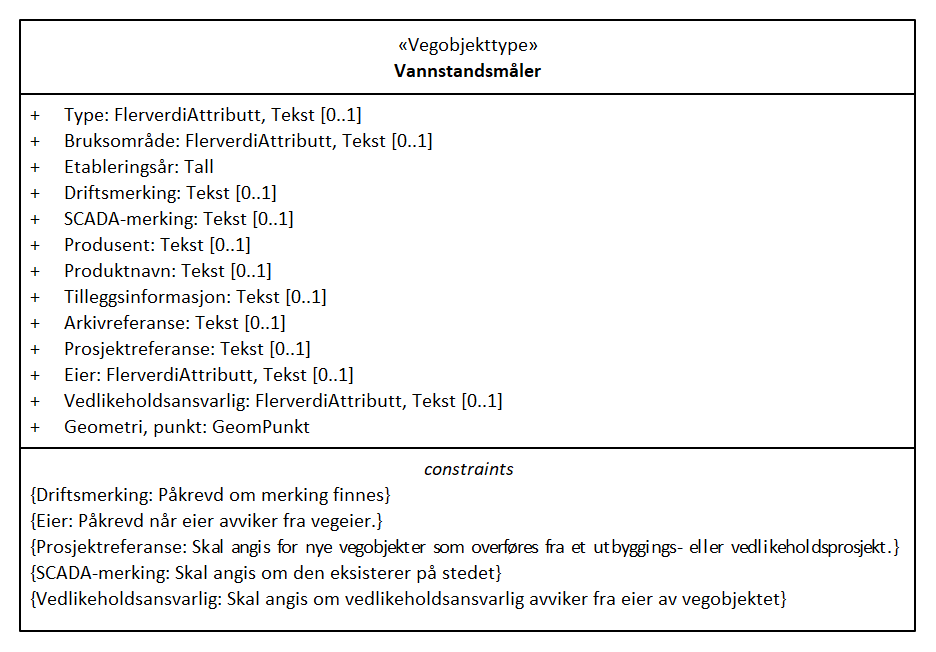 «Vegobjekttype»
Vannstandsmåler
+ Type: FlerverdiAttributt, Tekst [0..1]
+ Bruksområde: FlerverdiAttributt, Tekst [0..1]
+ Etableringsår: Tall
+ Driftsmerking: Tekst [0..1]
+ SCADA-merking: Tekst [0..1]
+ Produsent: Tekst [0..1]
+ Produktnavn: Tekst [0..1]
+ Tilleggsinformasjon: Tekst [0..1]
+ Arkivreferanse: Tekst [0..1]
+ Prosjektreferanse: Tekst [0..1]
+ Eier: FlerverdiAttributt, Tekst [0..1]
+ Vedlikeholdsansvarlig: FlerverdiAttributt, Tekst [0..1]
+ Geometri, punkt: GeomPunkt
constraints
{Driftsmerking: Påkrevd om merking finnes}
{Eier: Påkrevd når eier avviker fra vegeier.}
{Prosjektreferanse: Skal angis for nye vegobjekter som overføres fra et utbyggings- eller vedlikeholdsprosjekt.}
{SCADA-merking: Skal angis om den eksisterer på stedet}
{Vedlikeholdsansvarlig: Skal angis om vedlikeholdsansvarlig avviker fra eier av vegobjektet}